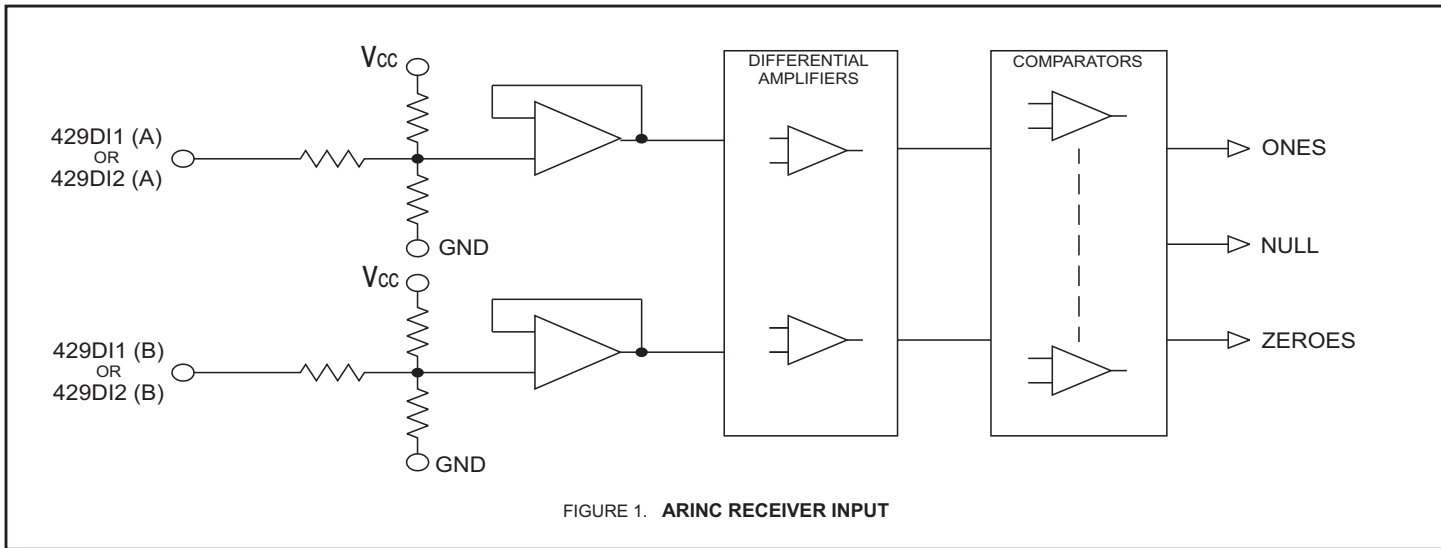 VCC
429DI1 (A)
OR
429DI2 (A)
GND
VCC
429DI1 (B)
OR
429DI2 (B)
GND
DIFFERENTIAL
AMPLIFIERS
COMPARATORS
ONES
NULL
ZEROES
FIGURE 1. ARINC RECEIVER INPUT